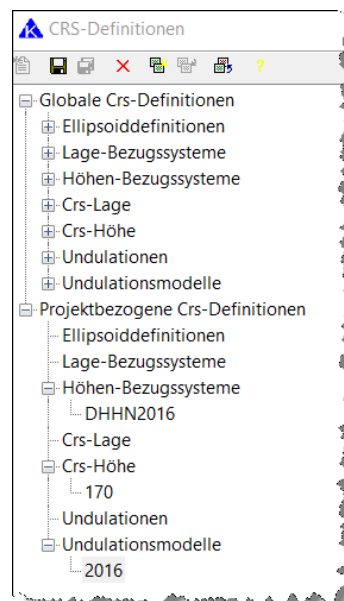 CRS-Definitionen
?
Globale Crs-Definitionen
Ellipsoiddefinitionen
Lage-Bezugssysteme
Höhen-Bezugssysteme
Crs-Lage
Crs-Höhe
Undulationen
Undulationsmodelle
Projektbezogene Crs-Definitionen
Ellipsoiddefinitionen
Lage-Bezugssysteme
Höhen-Bezugssysteme
DHHN2016
Crs-Lage
Crs-Höhe
170
Undulationen
Undulationsmodelle
2016